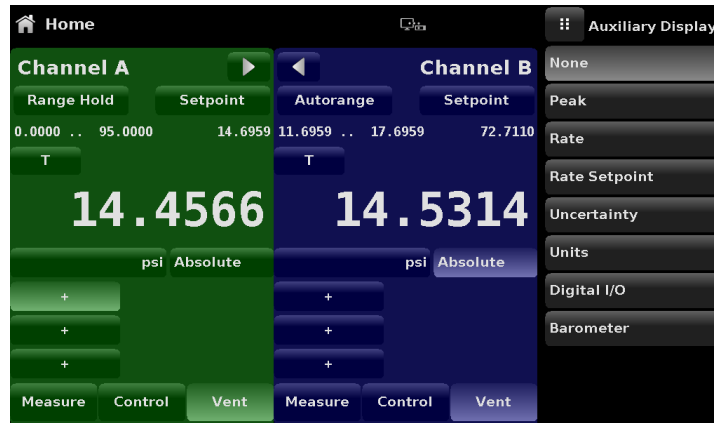 Home
Channel A
Range Hold Setpoint
0.0000 .. 95.0000 14.6959
T
14.4566
psi Absolute
+
+
+
Measure Control Vent
Channel B
Autorange Setpoint
11.6959 .. 17.6959 72.7110
T
14.5314
psi Absolute
+
+
+
Measure Control Vent
Auxiliary Display
None
Peak
Rate
Rate Setpoint
Uncertainty
Units
Digital I/O
Barometer